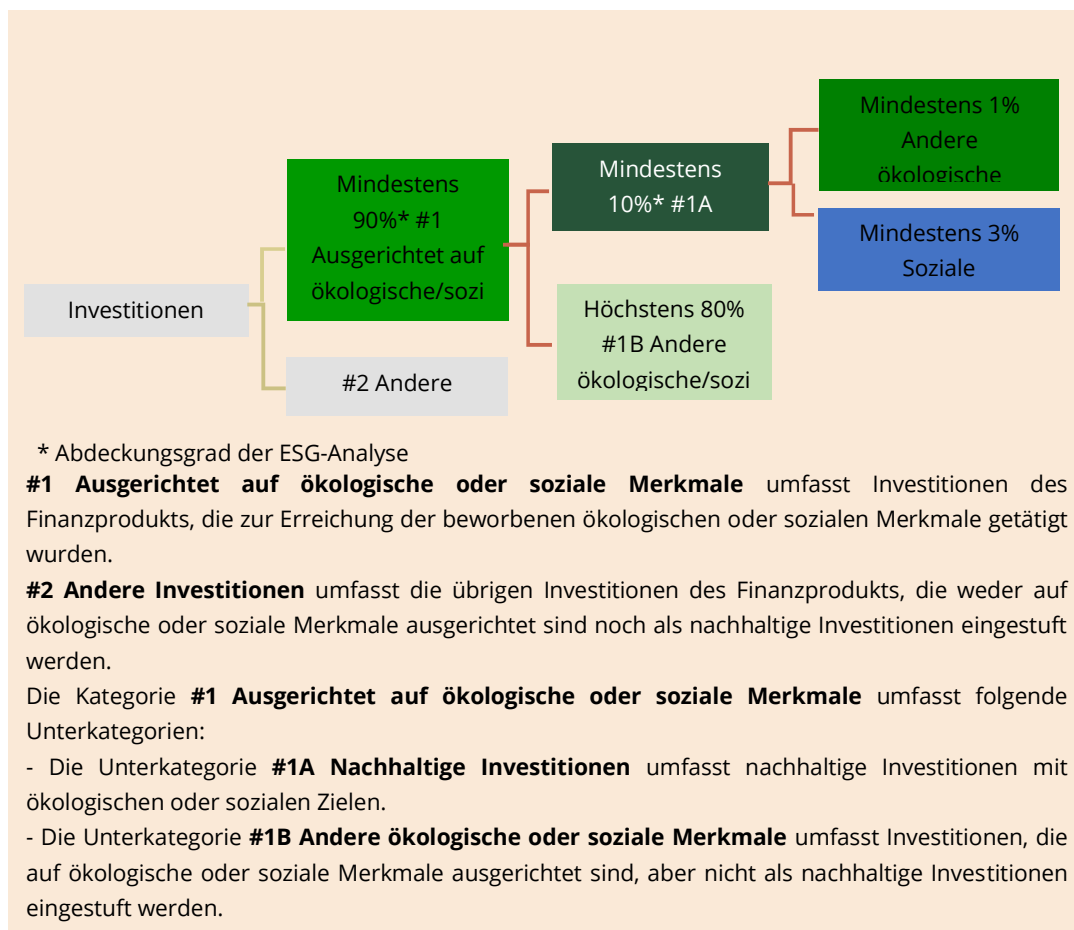 Mindestens 1%
Andere
ökologische
Mindestens
10%* #1A
Mindestens
90%* #1
Ausgerichtet auf
ökologische/sozi
Mindestens 3%
Soziale
Investitionen
Höchstens 80%
#1B Andere
ökologische/sozi
#2 Andere
* Abdeckungsgrad der ESG-Analyse
#1 Ausgerichtet auf ökologische oder soziale Merkmale umfasst Investitionen des
Finanzprodukts, die zur Erreichung der beworbenen ökologischen oder sozialen Merkmale getätigt
wurden.
#2 Andere Investitionen umfasst die übrigen Investitionen des Finanzprodukts, die weder auf
ökologische oder soziale Merkmale ausgerichtet sind noch als nachhaltige Investitionen eingestuft
werden.
Die Kategorie #1 Ausgerichtet auf ökologische oder soziale Merkmale umfasst folgende
Unterkategorien:
- Die Unterkategorie #1A Nachhaltige Investitionen umfasst nachhaltige Investitionen mit
ökologischen oder sozialen Zielen.
- Die Unterkategorie #1B Andere ökologische oder soziale Merkmale umfasst Investitionen, die
auf ökologische oder soziale Merkmale ausgerichtet sind, aber nicht als nachhaltige Investitionen
eingestuft werden.